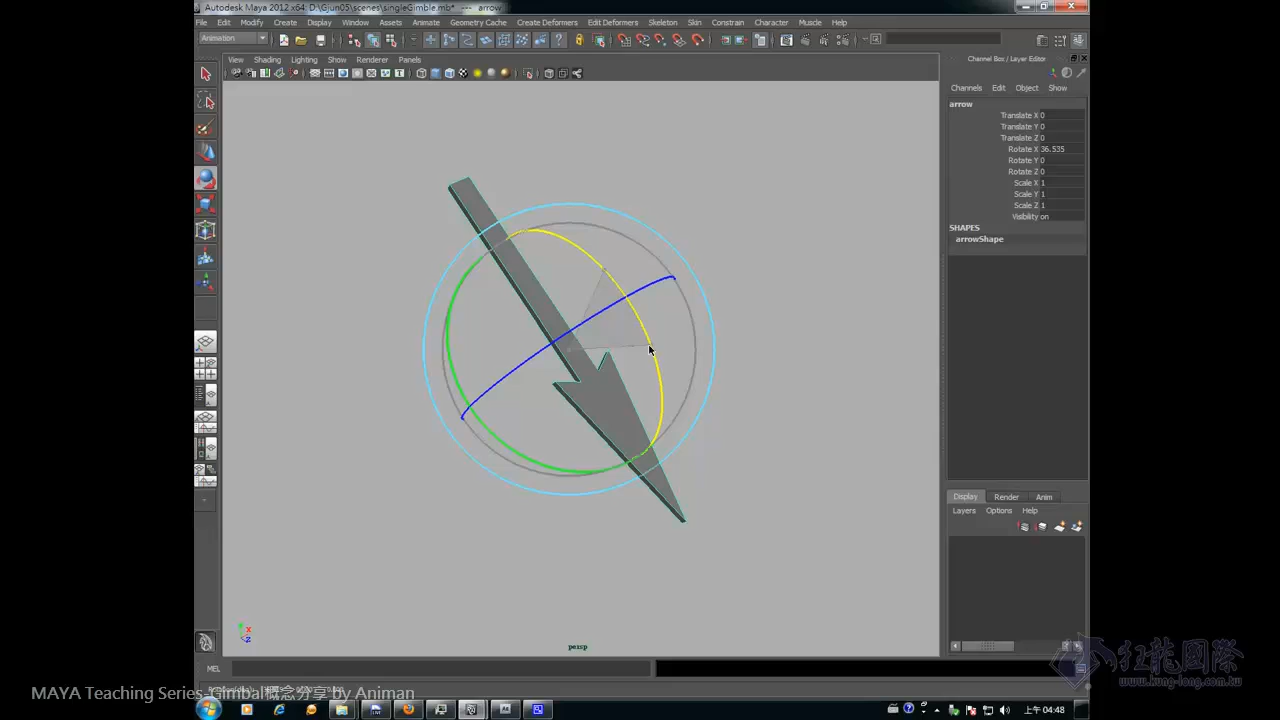 Autodesk Maya 2012 x64: D:\Gjun05\scenes\singleGimble.mb* --- arrow
File Edit Modify Create Display Window Assets Animate Geometry Cache Create Deformers Edit Deformers Skeleton Skin Constrain Character Muscle Help
Animation
View Shading Lighting Show Renderer Panels
Channel Box / Layer Editor
Channels Edit Object Show
arrow
Translate X 0
Translate Y 0
Translate Z 0
Rotate X 36.535
Rotate Y 0
Rotate Z 0
Scale X 1
Scale Y 1
Scale Z 1
Visibility on
SHAPES
arrowShape
Display Render Anim
Layers Options Help
persp
MEL
MAYA Teaching Series-Gimbal概念分享 by Animan
狂龍國際
www.kung-long.com.tw
上午 04:48